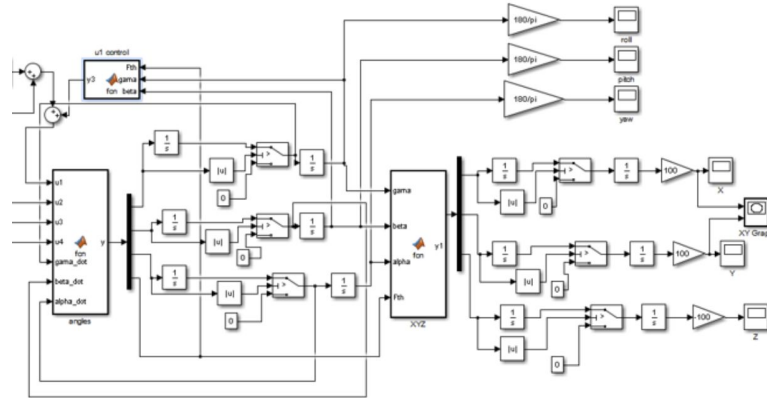 180/pi
roll
180/pi
pitch
180/pi
yaw
u1 control
y3
Fth
gama
fcn
beta
u1
u2
u3
u4
gama_dot
beta_dot
alpha_dot
y
fcn
angles
1
s
|u|
0
>
1
s
1
s
|u|
0
>
1
s
1
s
|u|
0
>
1
s
gama
beta
alpha
Fth
fcn
y1
XYZ
1
s
|u|
0
>
1
s
100
X
XY Grap
1
s
|u|
0
>
1
s
100
Y
1
s
|u|
0
>
1
s
100
Z